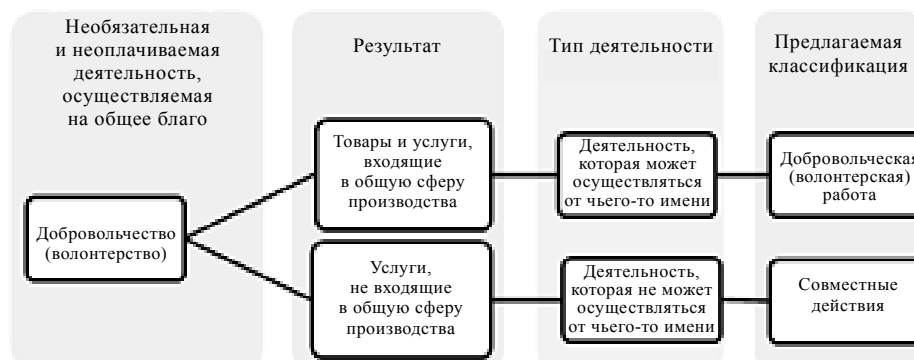 Необязательная
и неоплачиваемая
деятельность,
осуществляемая
на общее благо
Результат
Тип деятельности
Предлагаемая
классификация
Добровольчество
(волонтерство)
Товары и услуги,
входящие
в общую сферу
производства
Деятельность,
которая может
осуществляться
от чьего-то имени
Добровольческая
(волонтерская)
работа
Услуги,
не входящие
в общую сферу
производства
Деятельность,
которая не может
осуществляться
от чьего-то имени
Совместные
действия